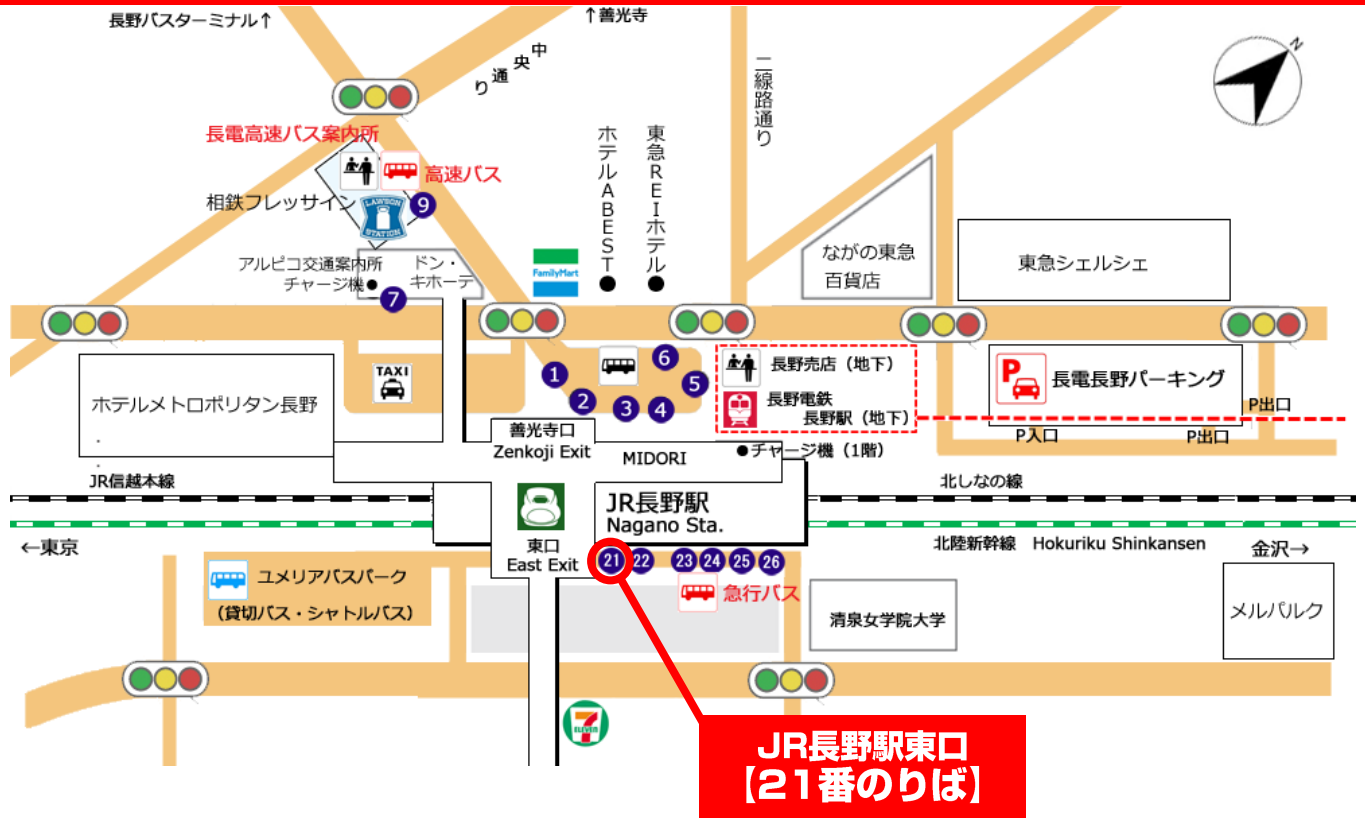 長野バスターミナル↑
↑善光寺
中央通り
二線路通り
N
長電高速バス案内所
高速バス
相鉄フレッサイン
LAWSON
STATION
9
ホテルABEST
東急REIホテル
アルピコ交通案内所
チャージ機
ドン・
キホーテ
7
FamilyMart
ながの東急
百貨店
東急シェルシェ
TAXI
ホテルメトロポリタン長野
1
2
3
4
5
6
長野売店（地下）
長野電鉄
長野駅（地下）
P
長電長野パーキング
P出口
P入口
P出口
善光寺口
Zenkoji Exit
MIDORI
チャージ機（1階）
JR信越本線
北しなの線
JR長野駅
Nagano Sta.
←東京
東口
East Exit
北陸新幹線 Hokuriku Shinkansen
金沢→
21
22
23
24
25
26
ユメリアバスパーク
（貸切バス・シャトルバス）
急行バス
清泉女学院大学
メルパルク
7
ELEVEN
JR長野駅東口
【21番のりば】